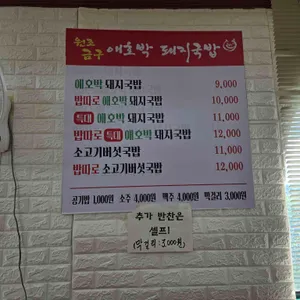 원조 금구 애호박 돼지국밥
애호박 돼지국밥 9,000
밥따로 애호박 돼지국밥 10,000
특대 애호박 돼지국밥 11,000
밥따로 특대 애호박 돼지국밥 12,000
소고기버섯국밥 11,000
밥따로 소고기버섯국밥 12,000
공기밥 1,000원 소주 4,000원 맥주 4,000원 막걸리 3,000원
추가 반찬은
셀프!